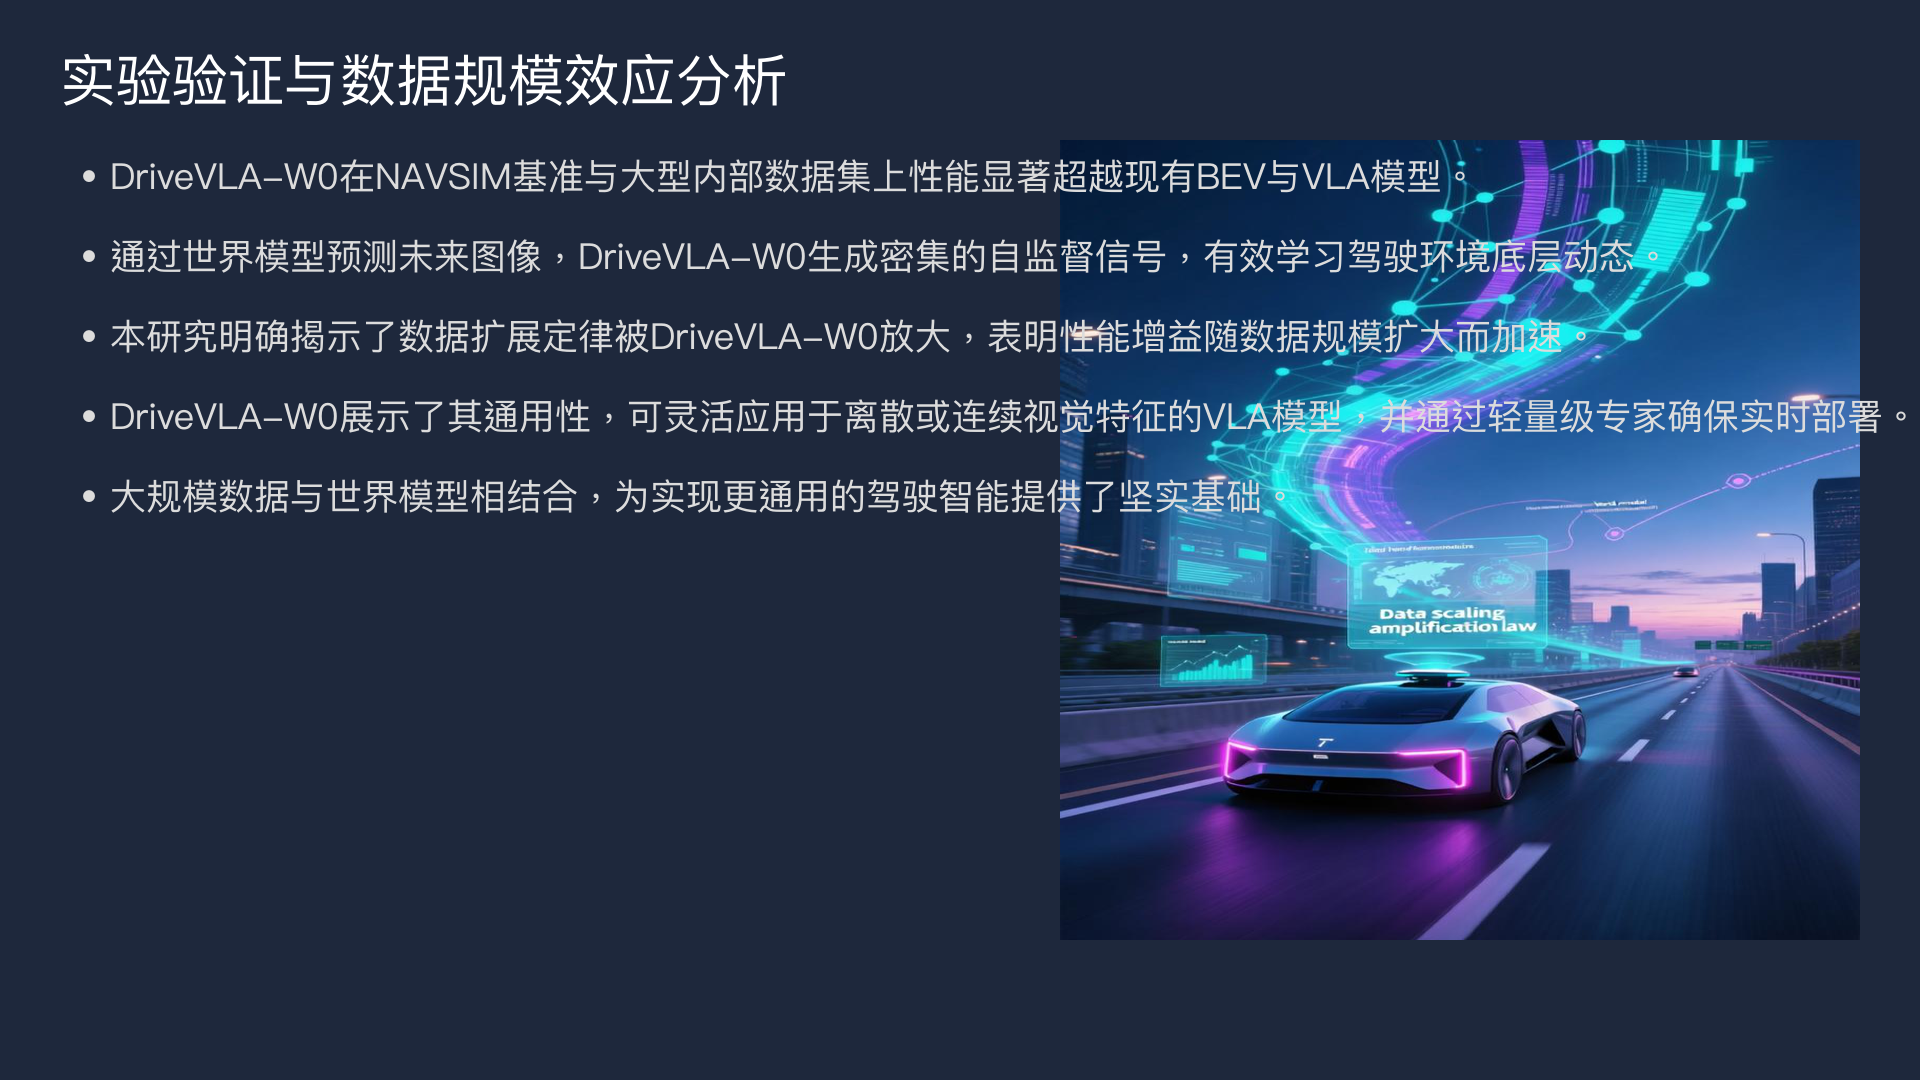 实验验证与数据规模效应分析
• DriveVLA-W0在NAVSIM基准与大型内部数据集上性能显著超越现有BEV与VLA模型。
• 通过世界模型预测未来图像，DriveVLA-W0生成密集的自监督信号，有效学习驾驶环境底层动态。
• 本研究明确揭示了数据扩展定律被DriveVLA-W0放大，表明性能增益随数据规模扩大而加速。
• DriveVLA-W0展示了其通用性，可灵活应用于离散或连续视觉特征的VLA模型，并通过轻量级专家确保实时部署。
• 大规模数据与世界模型相结合，为实现更通用的驾驶智能提供了坚实基础。
Data scaling
amplification law